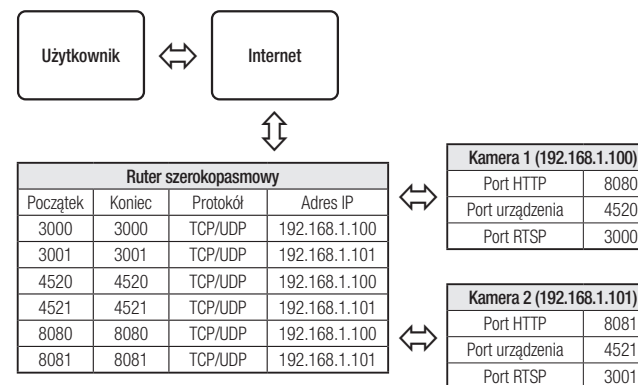 Użytkownik
Internet
Ruter szerokopasmowy
Początek Koniec Protokół Adres IP
3000 3000 TCP/UDP 192.168.1.100
3001 3001 TCP/UDP 192.168.1.101
4520 4520 TCP/UDP 192.168.1.100
4521 4521 TCP/UDP 192.168.1.101
8080 8080 TCP/UDP 192.168.1.100
8081 8081 TCP/UDP 192.168.1.101
Kamera 1 (192.168.1.100)
Port HTTP 8080
Port urządzenia 4520
Port RTSP 3000
Kamera 2 (192.168.1.101)
Port HTTP 8081
Port urządzenia 4521
Port RTSP 3001